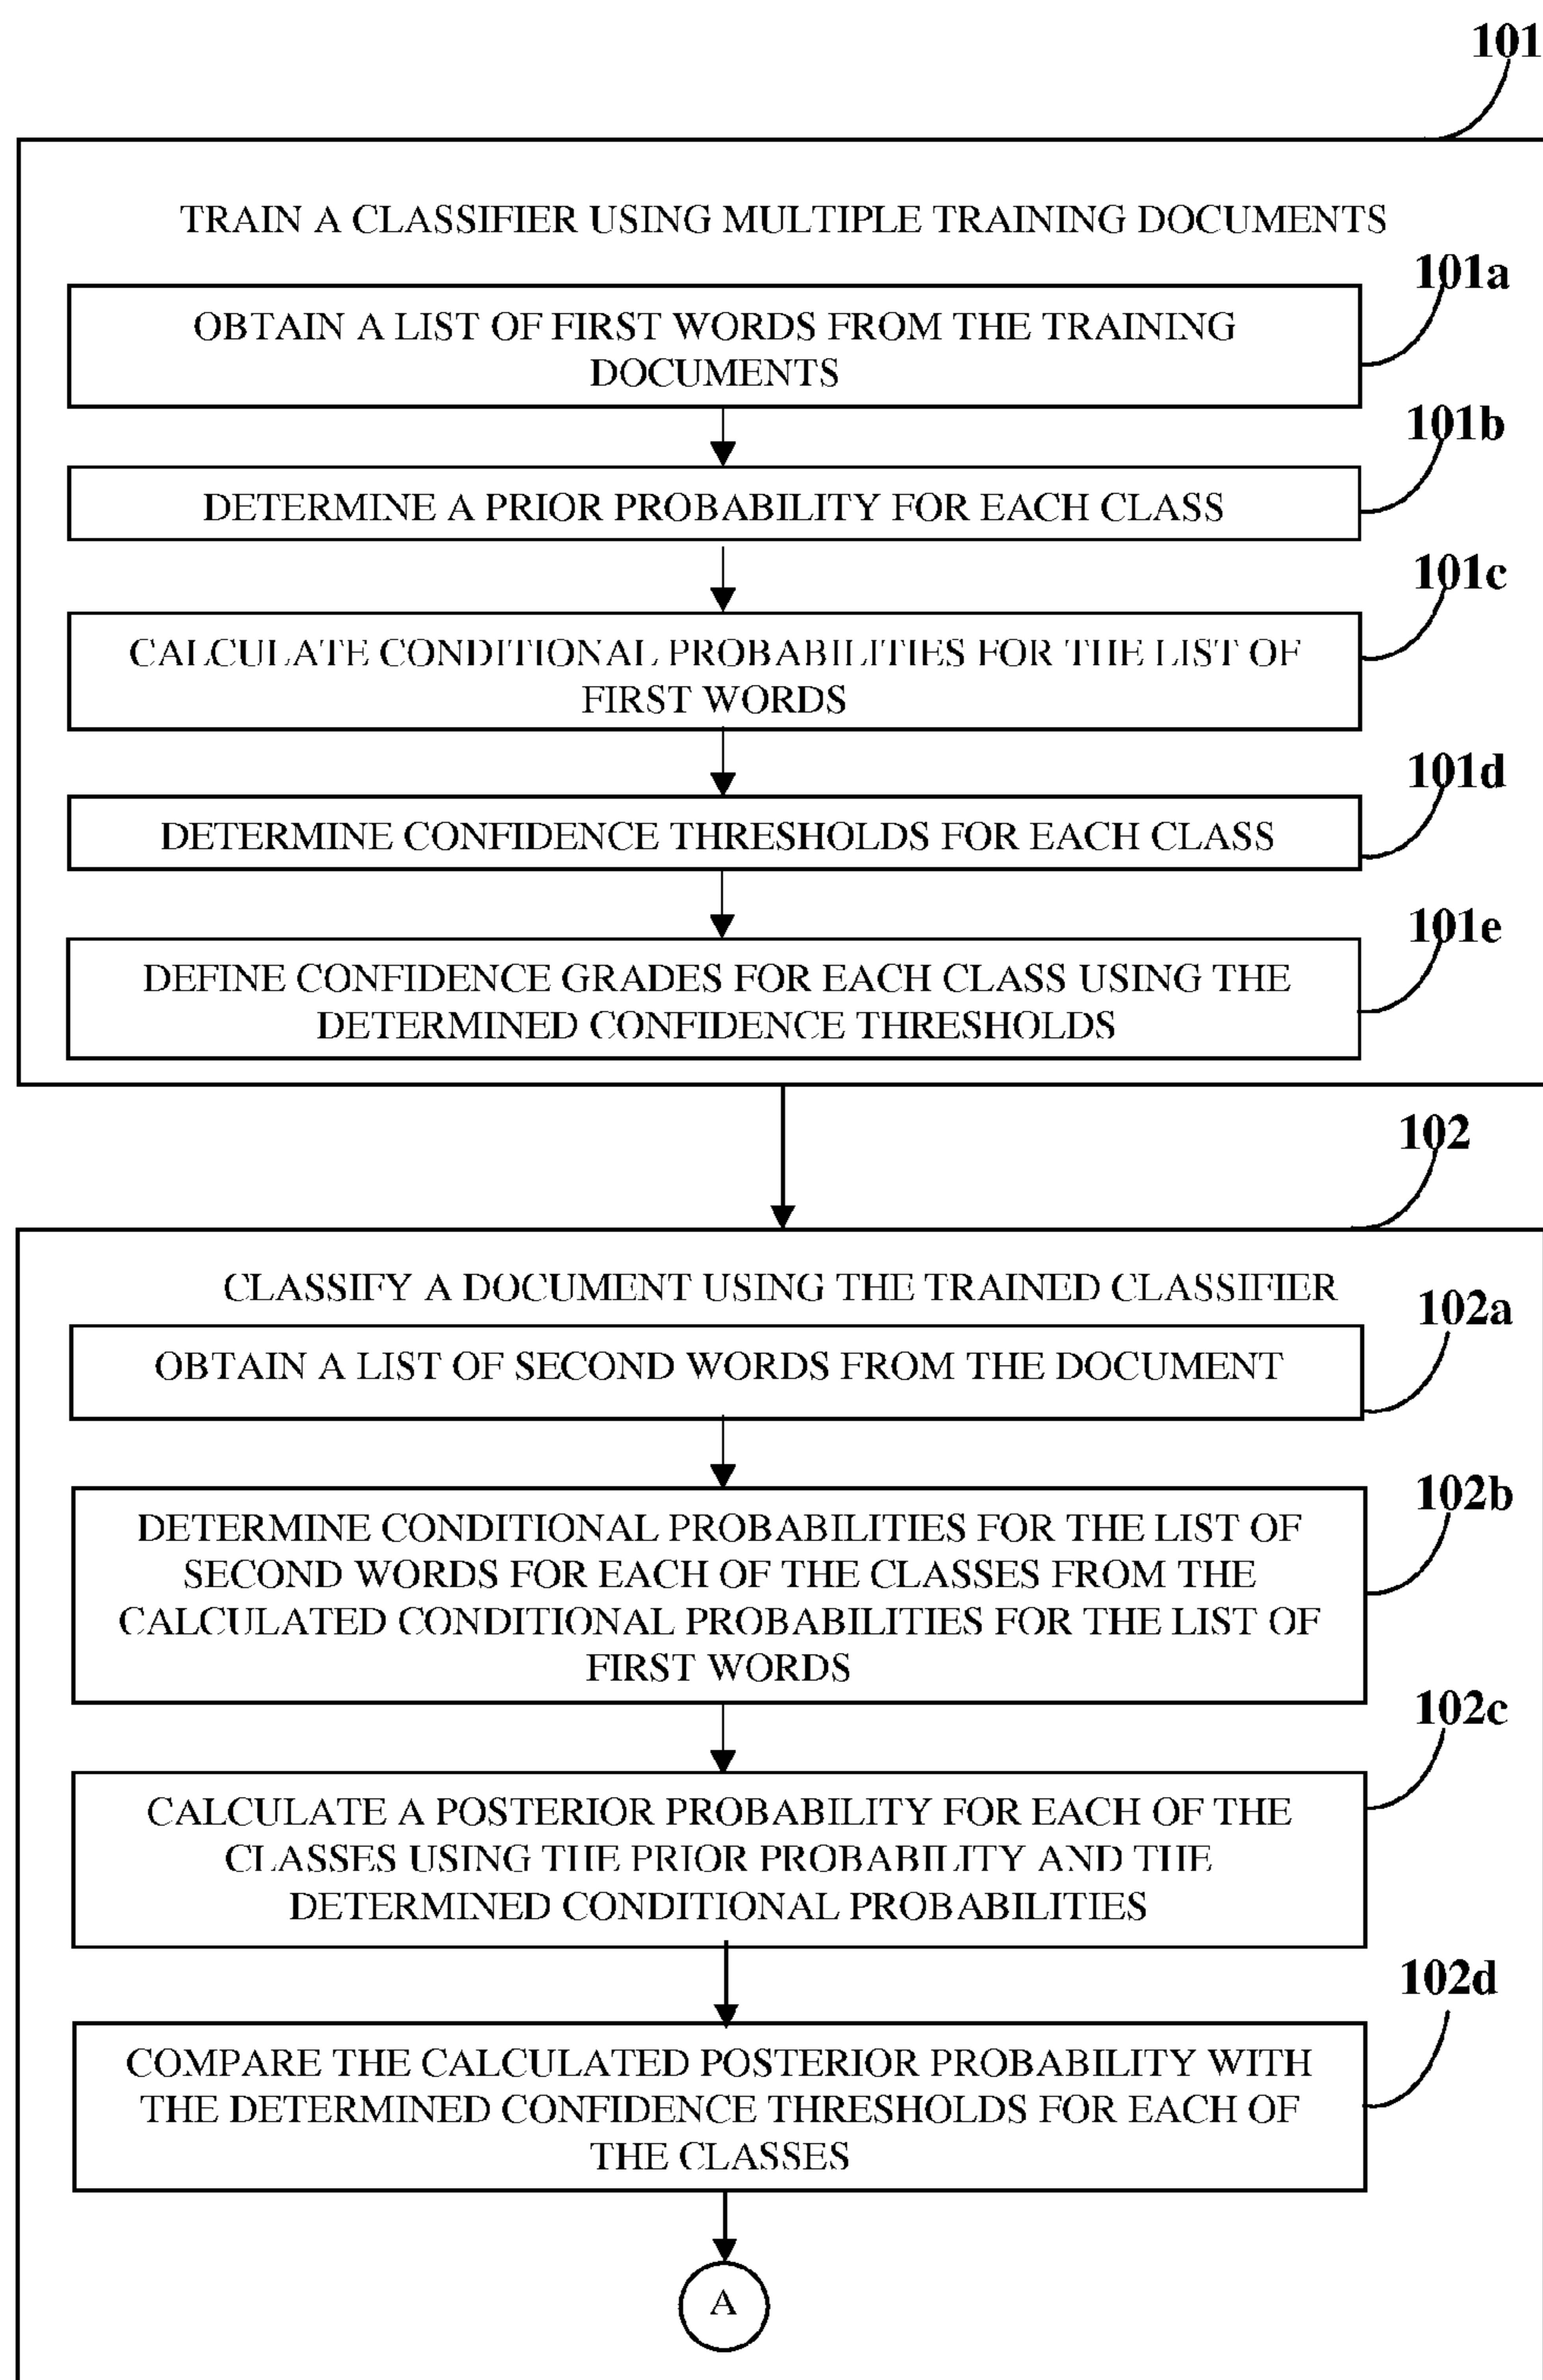 101
TRAIN A CLASSIFIER USING MULTIPLE TRAINING DOCUMENTS
101a
OBTAIN A LIST OF FIRST WORDS FROM THE TRAINING
DOCUMENTS
101b
DETERMINE A PRIOR PROBABILITY FOR EACH CLASS
101c
CALCULATE CONDITIONAL PROBABILITIES FOR THE LIST OF
FIRST WORDS
101d
DETERMINE CONFIDENCE THRESHOLDS FOR EACH CLASS
101e
DEFINE CONFIDENCE GRADES FOR EACH CLASS USING THE
DETERMINED CONFIDENCE THRESHOLDS
102
CLASSIFY A DOCUMENT USING THE TRAINED CLASSIFIER
102a
OBTAIN A LIST OF SECOND WORDS FROM THE DOCUMENT
102b
DETERMINE CONDITIONAL PROBABILITIES FOR THE LIST OF
SECOND WORDS FOR EACH OF THE CLASSES FROM THE
CALCULATED CONDITIONAL PROBABILITIES FOR THE LIST OF
FIRST WORDS
102c
CALCULATE A POSTERIOR PROBABILITY FOR EACH OF THE
CLASSES USING THE PRIOR PROBABILITY AND THE
DETERMINED CONDITIONAL PROBABILITIES
102d
COMPARE THE CALCULATED POSTERIOR PROBABILITY WITH
THE DETERMINED CONFIDENCE THRESHOLDS FOR EACH OF
THE CLASSES
A